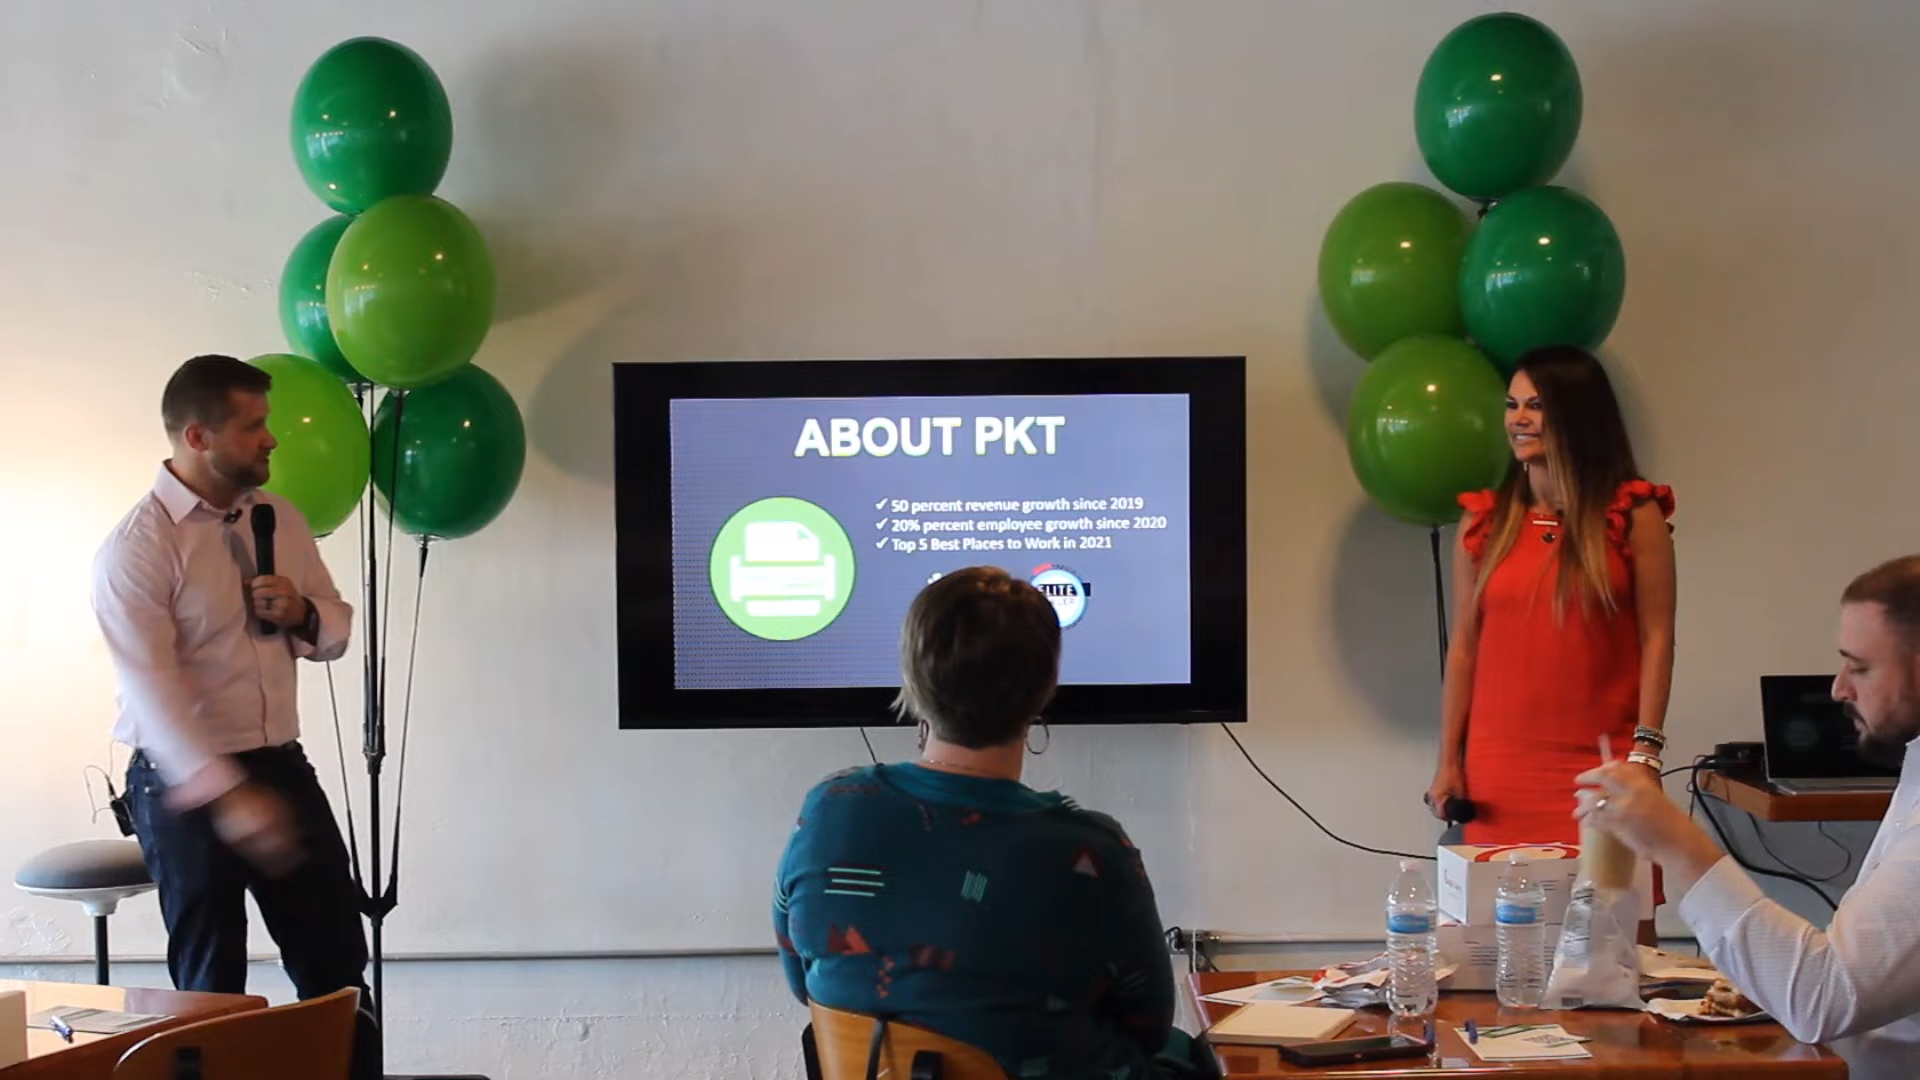 ABOUT PKT
✓ 50 percent revenue growth since 2019
✓ 20% percent employee growth since 2020
✓ Top 5 Best Places to Work in 2021
ELITE